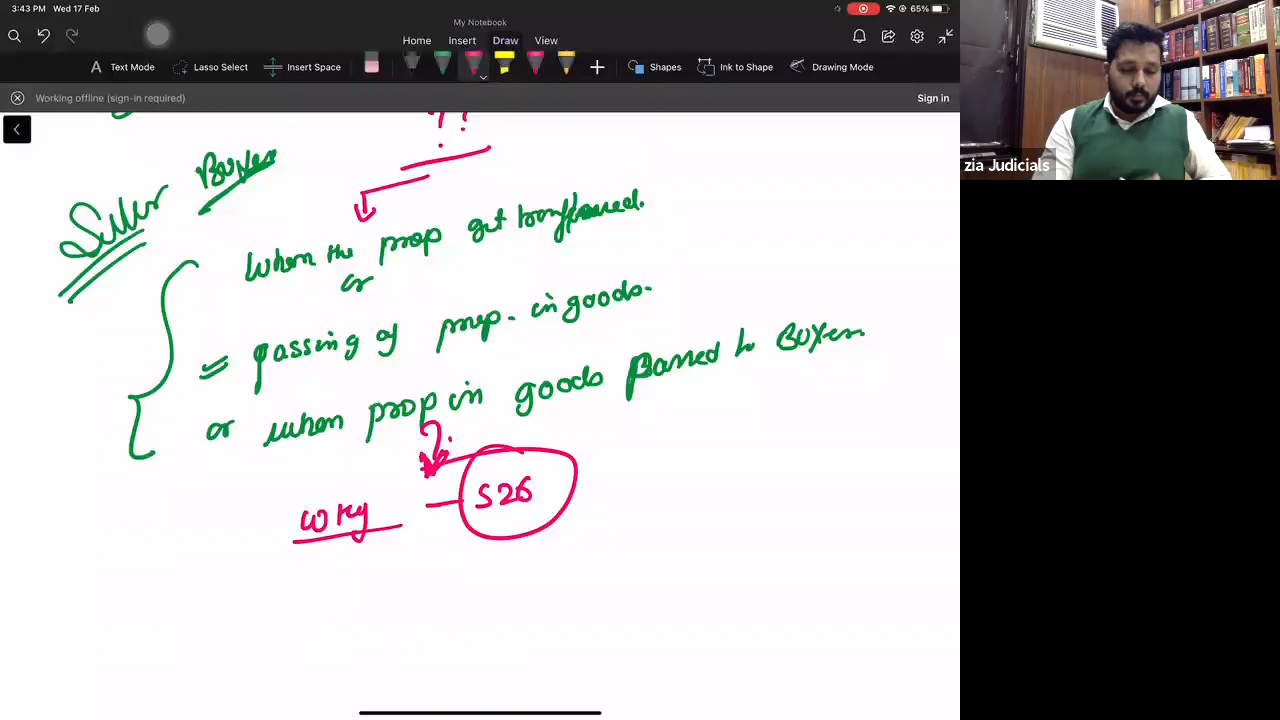 3:43 PM Wed 17 Feb
65%
My Notebook
Home Insert Draw View
Text Mode Lasso Select Insert Space Shapes Ink to Shape Drawing Mode
Working offline (sign-in required) Sign in
zia Judicials
??
Seller Buyer
When the prop get transferred.
or
= passing of prop. in goods.
or when prop in goods passed to Buyer.
?
Why — S26